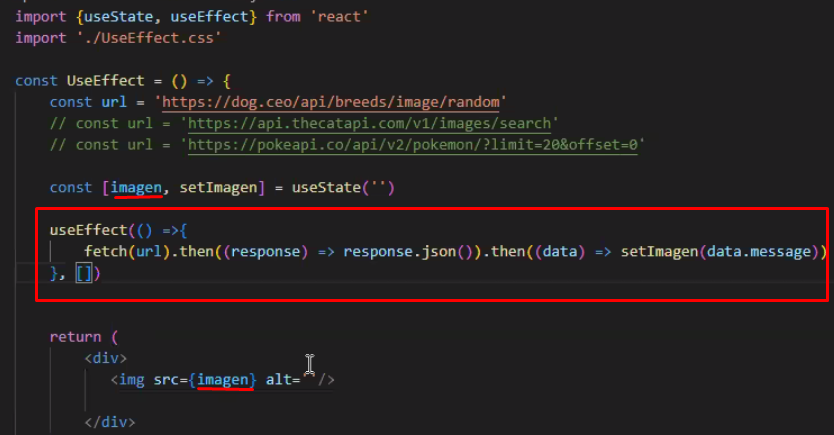 import {useState, useEffect} from 'react'
import './UseEffect.css'
const UseEffect = () => {
const url = 'https://dog.ceo/api/breeds/image/random'
// const url = 'https://api.thecatapi.com/v1/images/search'
// const url = 'https://pokeapi.co/api/v2/pokemon/?limit=20&offset=0'
const [imagen, setImagen] = useState('')
useEffect(() =>{
fetch(url).then((response) => response.json()).then((data) => setImagen(data.message))
}, [])
return (
<div>
<img src={imagen} alt=""/>
</div>